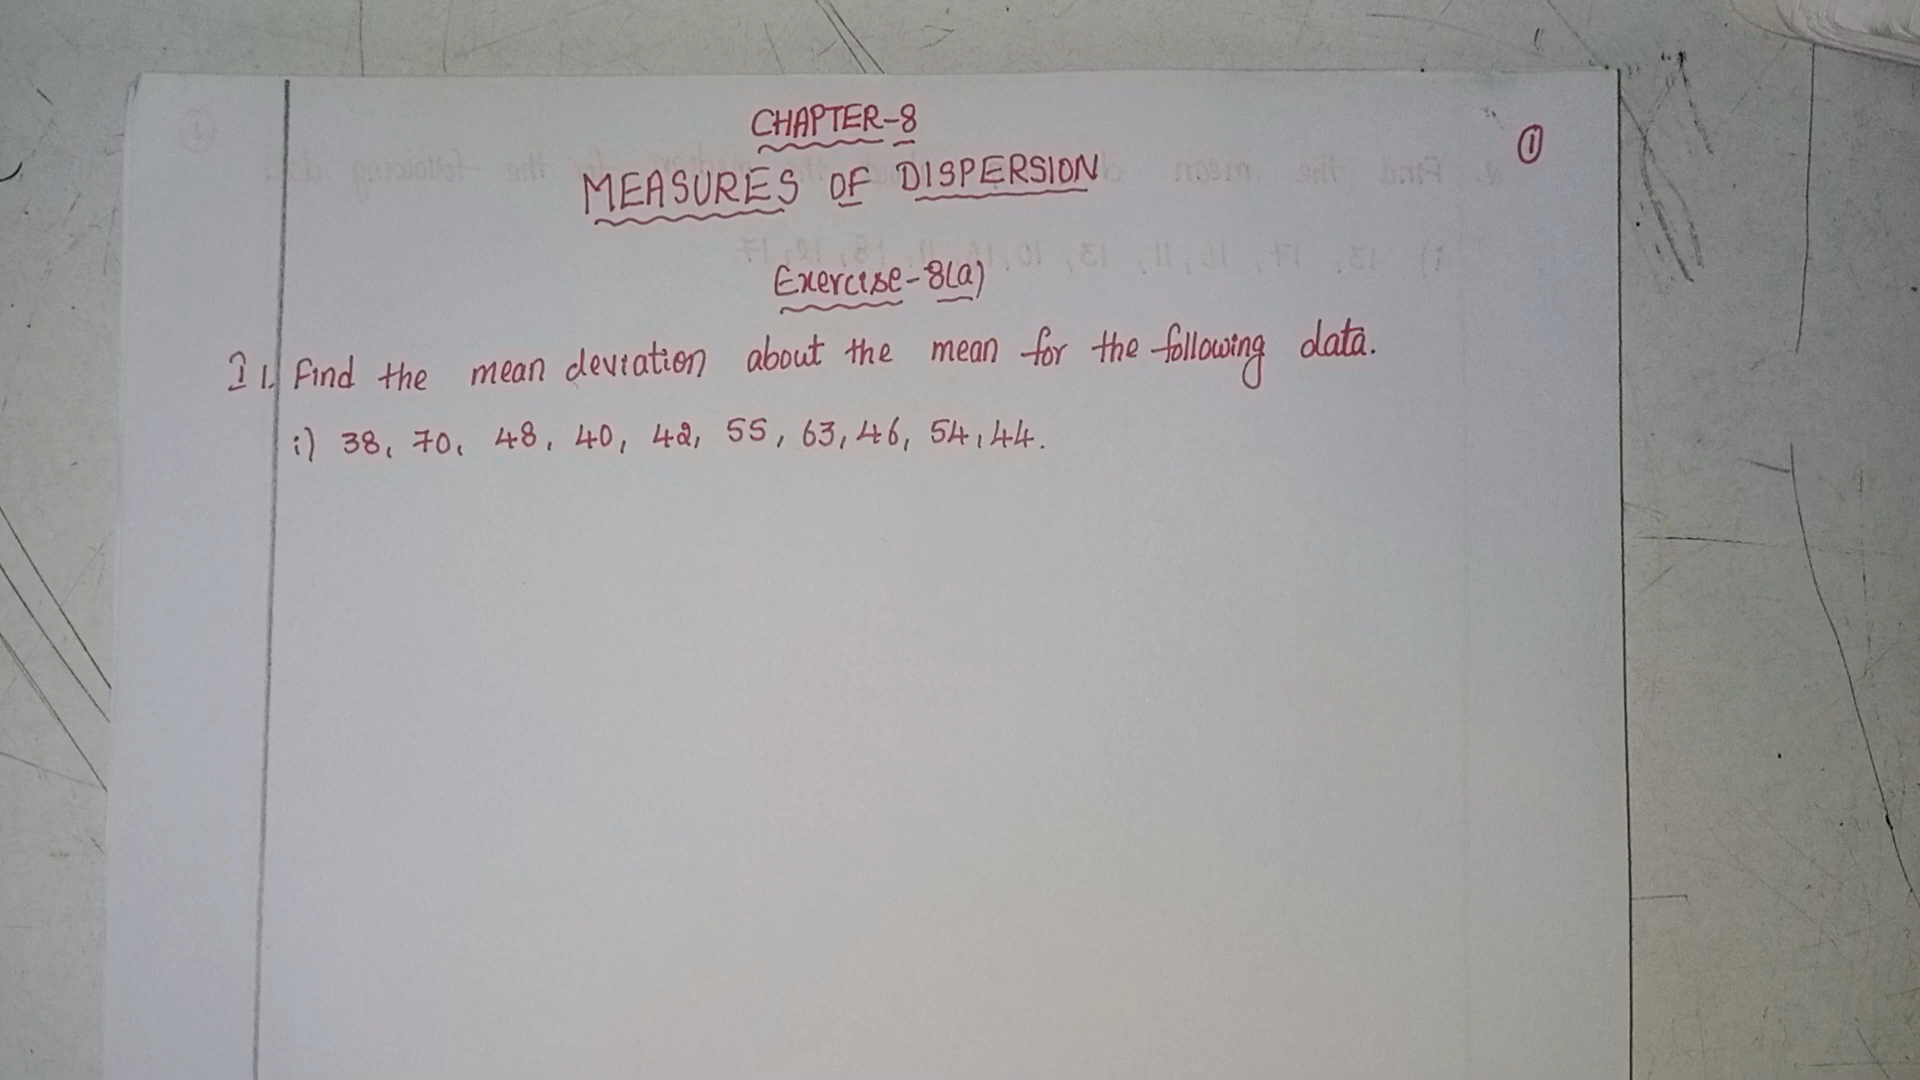 CHAPTER-8
①
MEASURES OF DISPERSION
Exercise-8(a)
I 1. Find the mean deviation about the mean for the following data.
i) 38, 70, 48, 40, 42, 55, 63, 46, 54, 44.